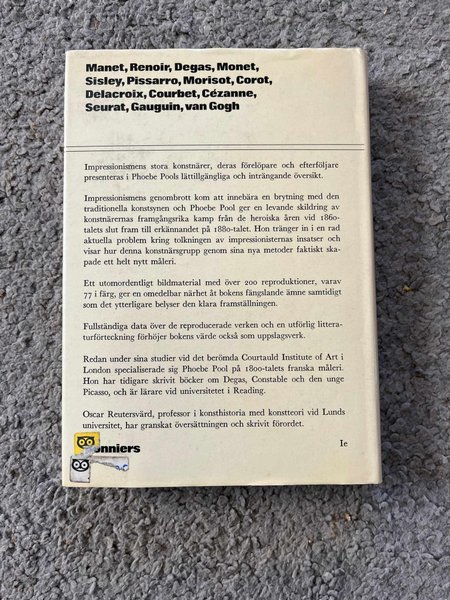 Manet, Renoir, Degas, Monet,
Sisley, Pissarro, Morisot, Corot,
Delacroix, Courbet, Cézanne,
Seurat, Gauguin, van Gogh
Impressionismens stora konstnärer, deras förelöpare och efterföljare
presenteras i Phoebe Pools lättillgängliga och inträngande översikt.
Impressionismens genombrott kom att innebära en brytning med den
traditionella konstsynen och Phoebe Pool ger en levande skildring av
konstnärernas framgångsrika kamp från de heroiska åren vid 1860-
talets slut fram till erkännandet på 1880-talet. Hon tränger in i en rad
aktuella problem kring tolkningen av impressionisternas insatser och
visar hur denna konstnärsgrupp genom sina nya metoder faktiskt ska-
pade ett helt nytt måleri.
Ett utomordentligt bildmaterial med över 200 reproduktioner, varav
77 i färg, ger en omedelbar närhet åt bokens fängslande ämne samtidigt
som det ytterligare belyser den klara framställningen.
Fullständiga data över de reproducerade verken och en utförlig littera-
turförteckning förhöjer bokens värde också som uppslagsverk.
Redan under sina studier vid det berömda Courtauld Institute of Art i
London specialiserade sig Phoebe Pool på 1800-talets franska måleri.
Hon har tidigare skrivit böcker om Degas, Constable och den unge
Picasso, och är lärare vid universitetet i Reading.
Oscar Reutersvärd, professor i konsthistoria med konstteori vid Lunds
universitet, har granskat översättningen och skrivit förordet.
onniers Ie